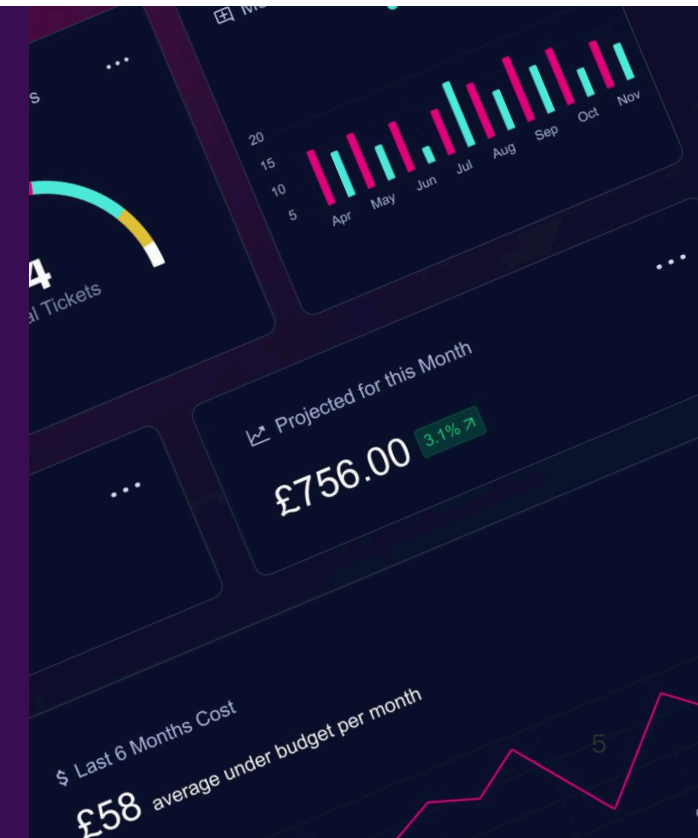 s
4
al Tickets
20
15
10
5
Apr
May
Jun
Jul
Aug
Sep
Oct
Nov
Projected for this Month
£756.00
3.1%
$ Last 6 Months Cost
£58 average under budget per month
5